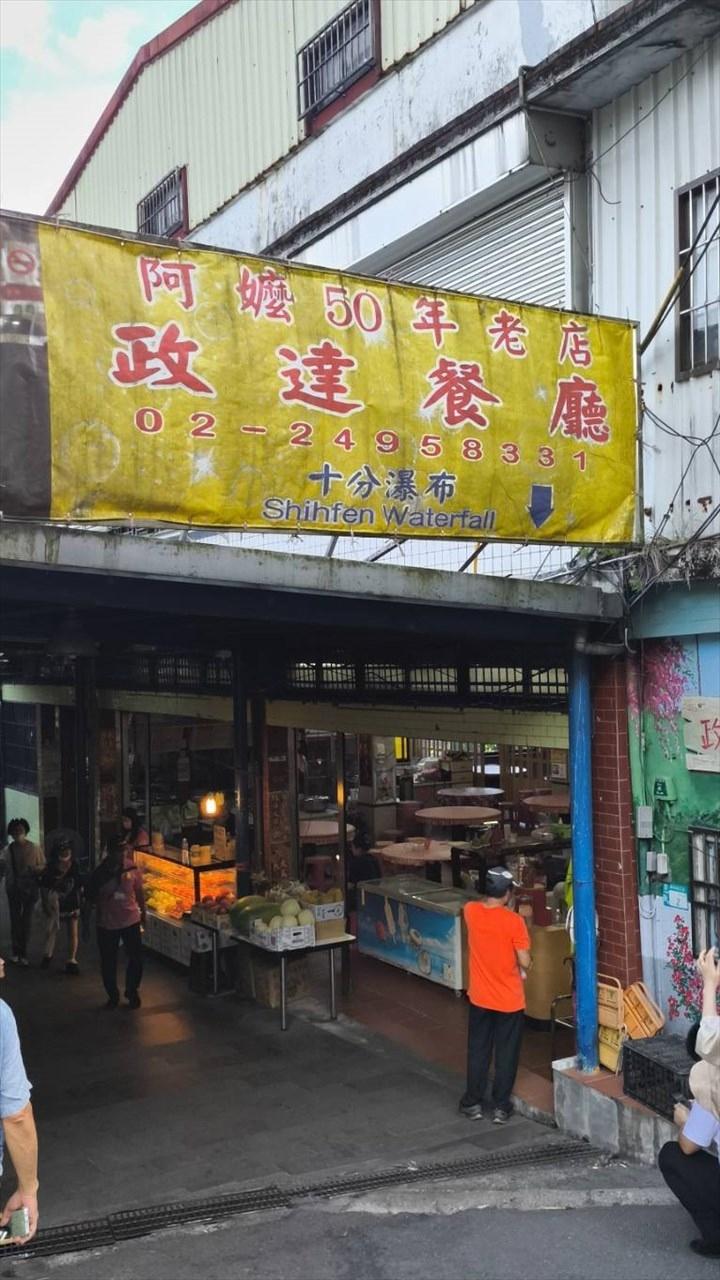 阿嬤50年老店
政達餐廳
02-24958331
十分瀑布
Shihfen Waterfall
政